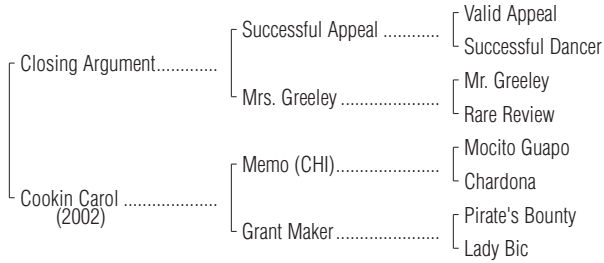 Valid Appeal
Successful Appeal ............
Successful Dancer
Closing Argument.............
Mr. Greeley
Mrs. Greeley ....................
Rare Review
Mocito Guapo
Memo (CHI).....................
Chardona
Cookin Carol ...................
(2002)
Pirate's Bounty
Grant Maker.....................
Lady Bic